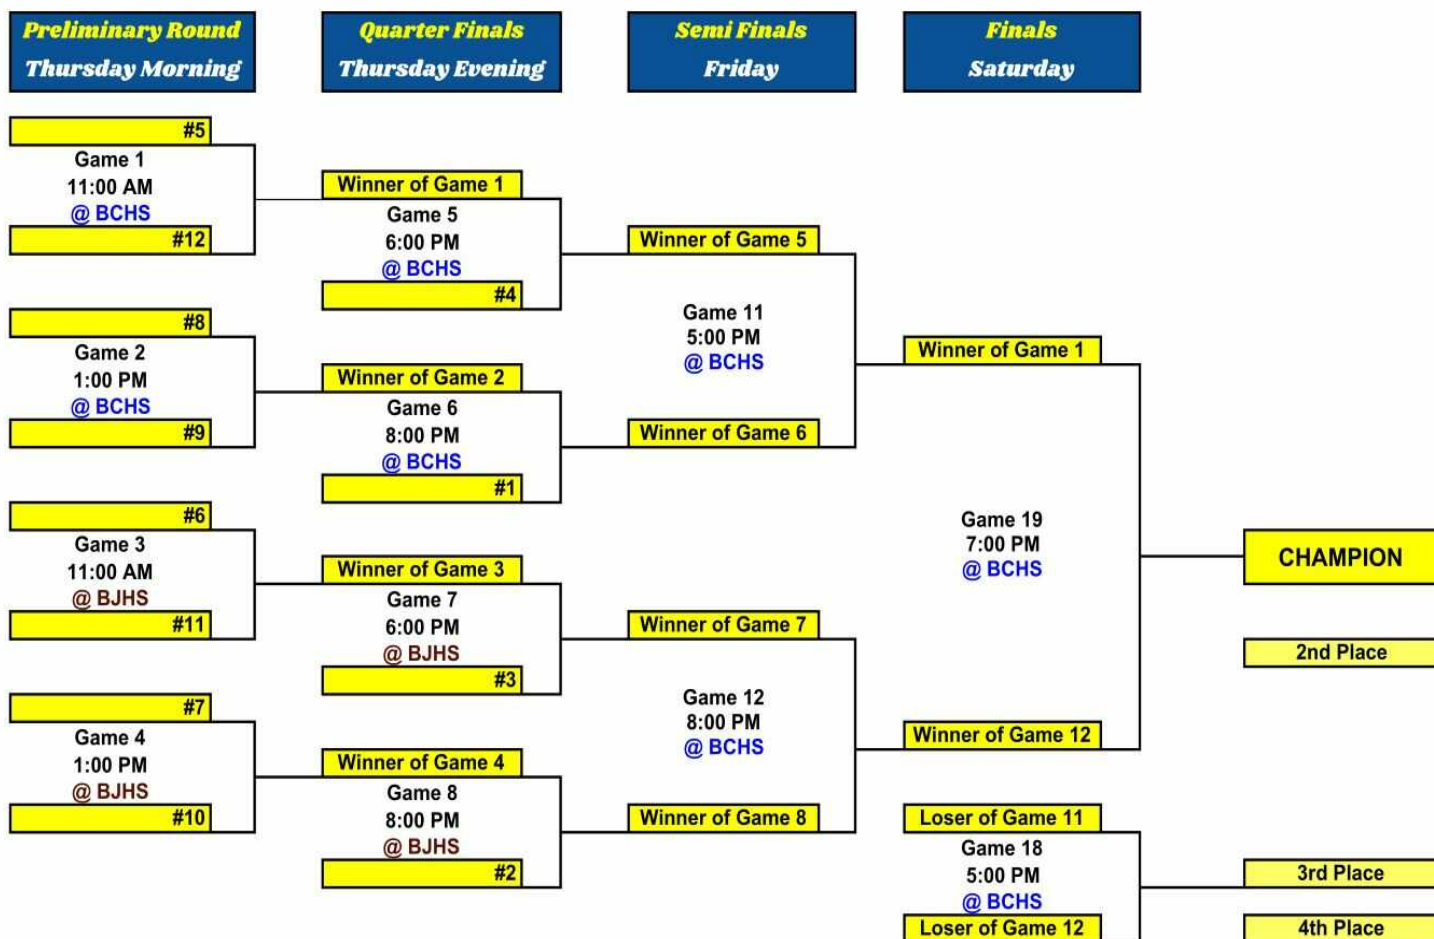 Preliminary Round
Thursday Morning
Quarter Finals
Thursday Evening
Semi Finals
Friday
Finals
Saturday
#5
Game 1
11:00 AM
@ BCHS
#12
#8
Game 2
1:00 PM
@ BCHS
#9
#6
Game 3
11:00 AM
@ BJHS
#11
#7
Game 4
1:00 PM
@ BJHS
#10
Winner of Game 1
Game 5
6:00 PM
@ BCHS
#4
Winner of Game 2
Game 6
8:00 PM
@ BCHS
#1
Winner of Game 3
Game 7
6:00 PM
@ BJHS
#3
Winner of Game 4
Game 8
8:00 PM
@ BJHS
#2
Winner of Game 5
Game 11
5:00 PM
@ BCHS
Winner of Game 6
Winner of Game 7
Game 12
8:00 PM
@ BCHS
Winner of Game 8
Winner of Game 1
Game 19
7:00 PM
@ BCHS
Winner of Game 12
Loser of Game 11
Game 18
5:00 PM
@ BCHS
Loser of Game 12
CHAMPION
2nd Place
3rd Place
4th Place